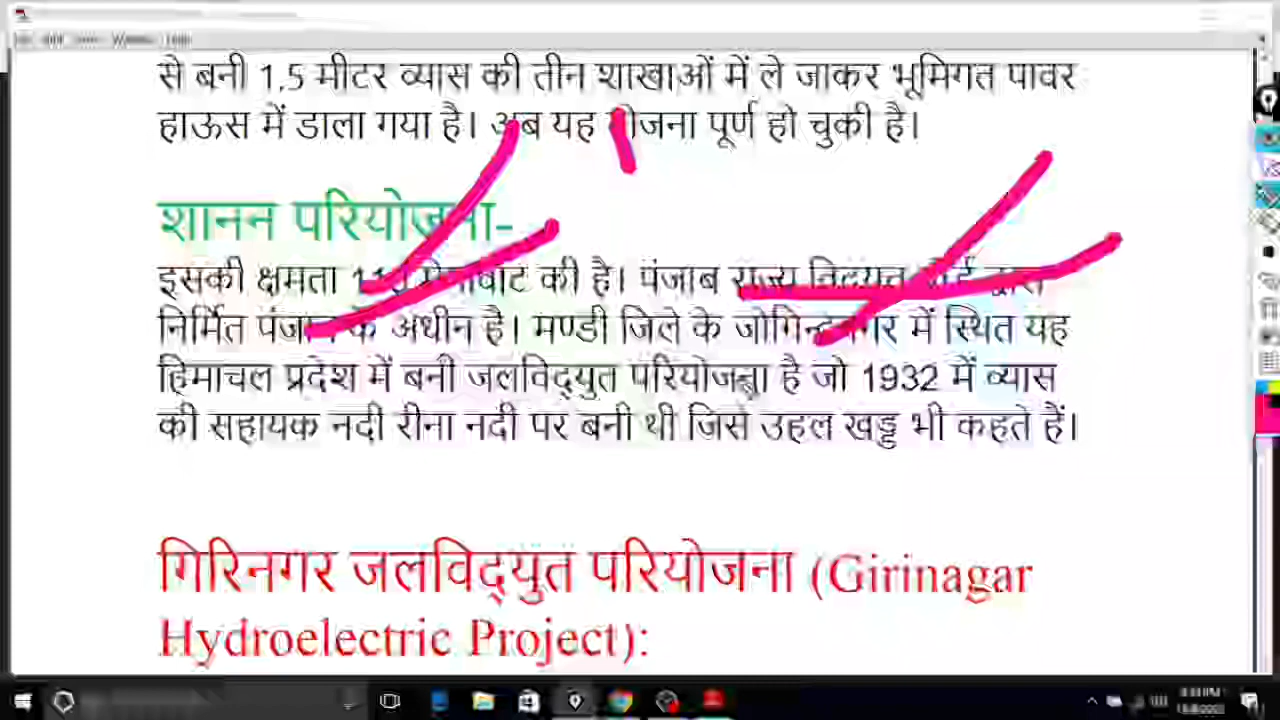 से बनी 1.5 मीटर व्यास की तीन शाखाओं में ले जाकर भूमिगत पावर
हाऊस में डाला गया है। अब यह योजना पूर्ण हो चुकी है।
शानन परियोजना-
इसकी क्षमता 110 मेगावाट की है। पंजाब राज्य विद्युत बोर्ड द्वारा
निर्मित पंजाब के अधीन है। मण्डी जिले के जोगिन्द्रनगर में स्थित यह
हिमाचल प्रदेश में बनी जलविद्युत परियोजना है जो 1932 में व्यास
की सहायक नदी रीना नदी पर बनी थी जिसे उहल खड्ड भी कहते हैं।
गिरिनगर जलविद्युत परियोजना (Girinagar
Hydroelectric Project):